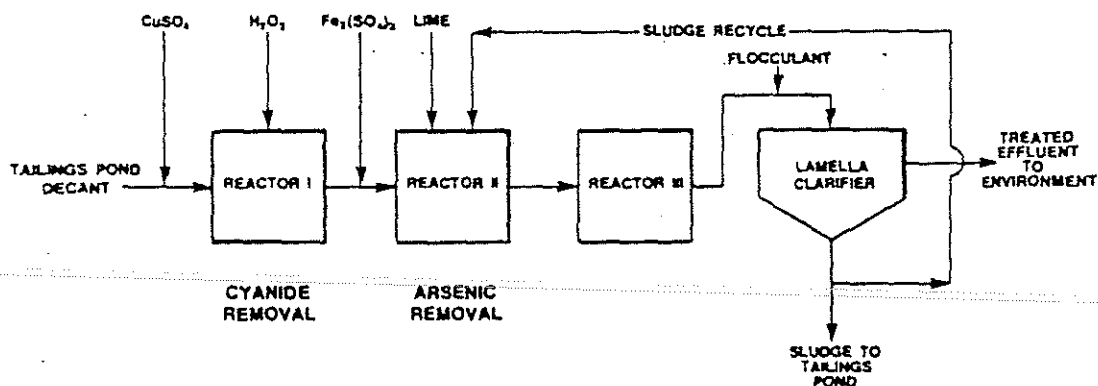 CuSO₄
H₂O₂
Fe₂(SO₄)₂
LIME
SLUDGE RECYCLE
FLOCCULANT
TAILINGS POND
DECANT
REACTOR I
REACTOR II
REACTOR III
LAMELLA
CLARIFIER
TREATED
EFFLUENT
TO
ENVIRONMENT
CYANIDE
REMOVAL
ARSENIC
REMOVAL
SLUDGE TO
TAILINGS
POND